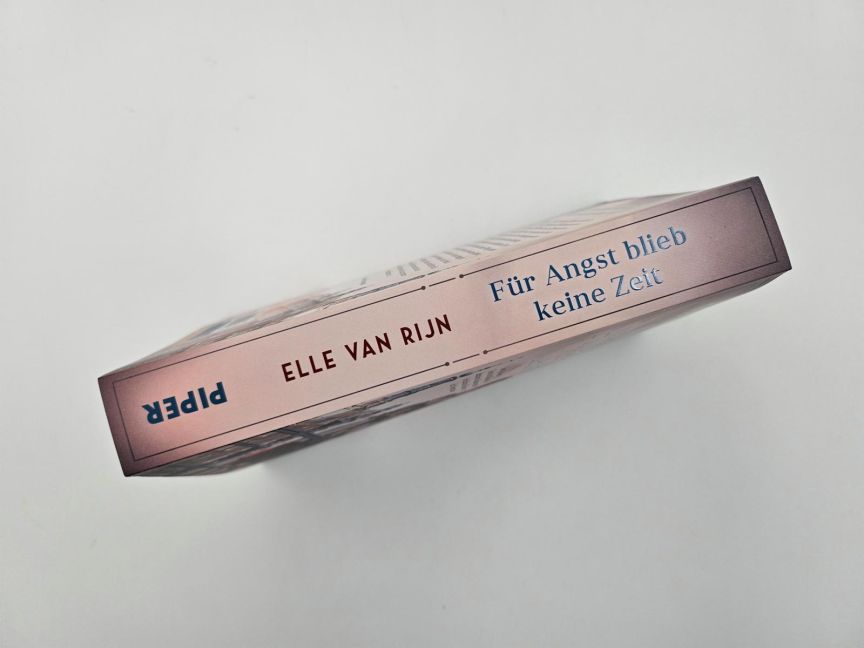 PIPER
ELLE VAN RIJN
Für Angst blieb
keine Zeit